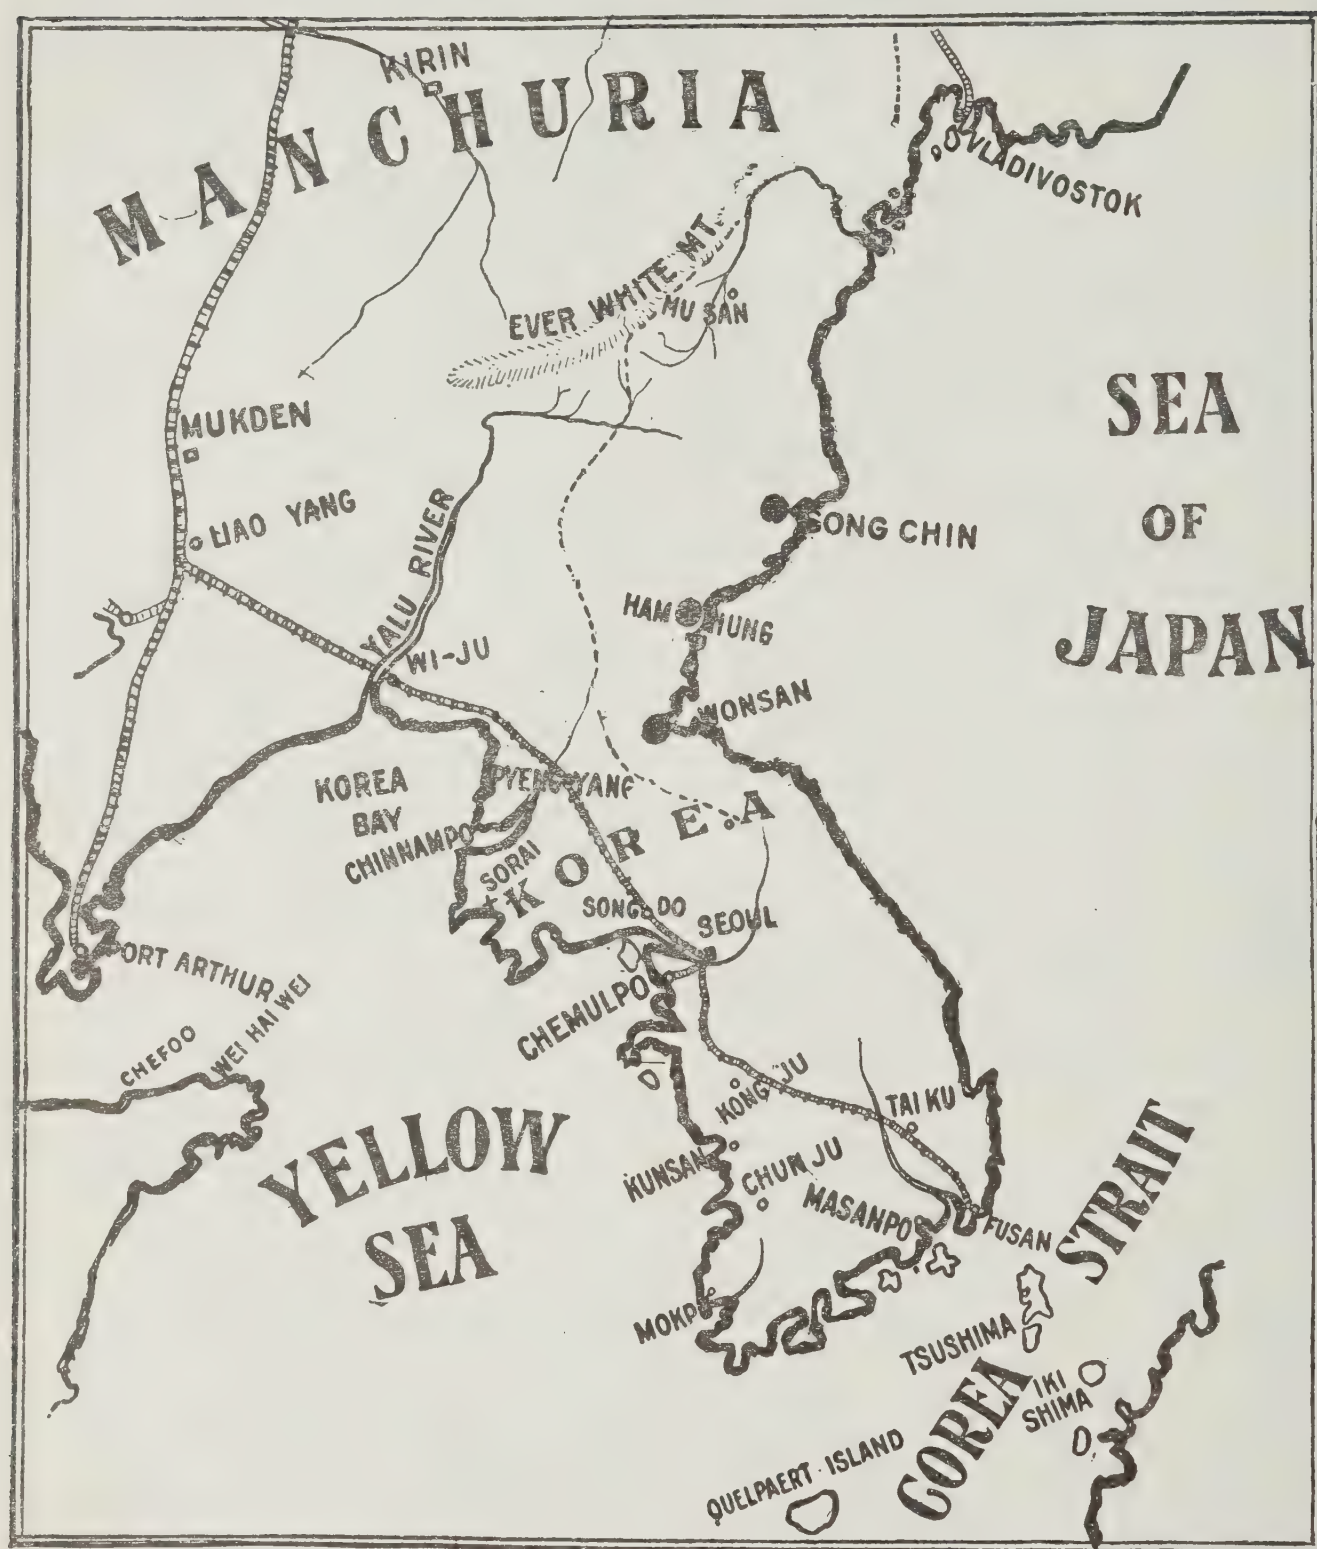 KIRIN
MANCHURIA
VLADIVOSTOK
EVER WHITE MT.
MU SAN
SEA
OF
JAPAN
MUKDEN
LIAO YANG
YALU RIVER
SONG CHIN
HAM HUNG
WI-JU
WONSAN
KOREA
BAY
PYENG YANG
CHINNAMPO
SORAI
KOREA
SONG DO
SEOUL
PORT ARTHUR
CHEMULPO
CHEFOO
WEI HAI WEI
KONG JU
TAI KU
YELLOW
SEA
KUNSAN
CHUN JU
MASANPO
FUSAN
COREA STRAIT
MOKPO
TSUSHIMA
IKI
SHIMA
QUELPAERT ISLAND